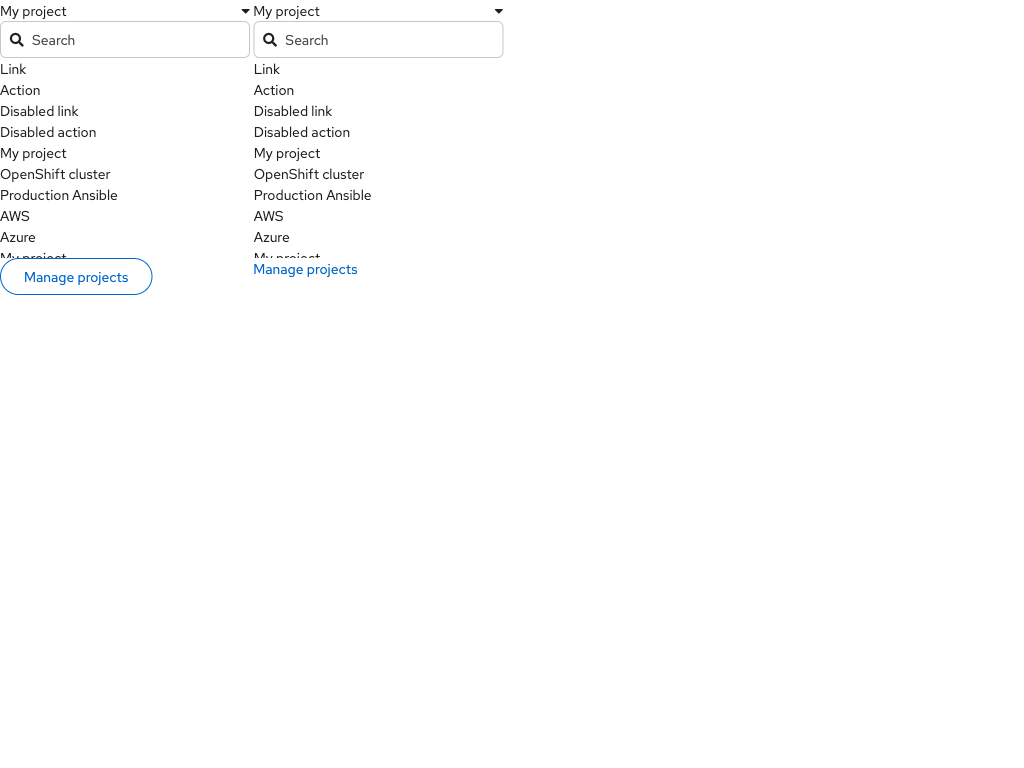 My project
Search
Link
Action
Disabled link
Disabled action
My project
OpenShift cluster
Production Ansible
AWS
Azure
My project
Manage projects
My project
Search
Link
Action
Disabled link
Disabled action
My project
OpenShift cluster
Production Ansible
AWS
Azure
My project
Manage projects